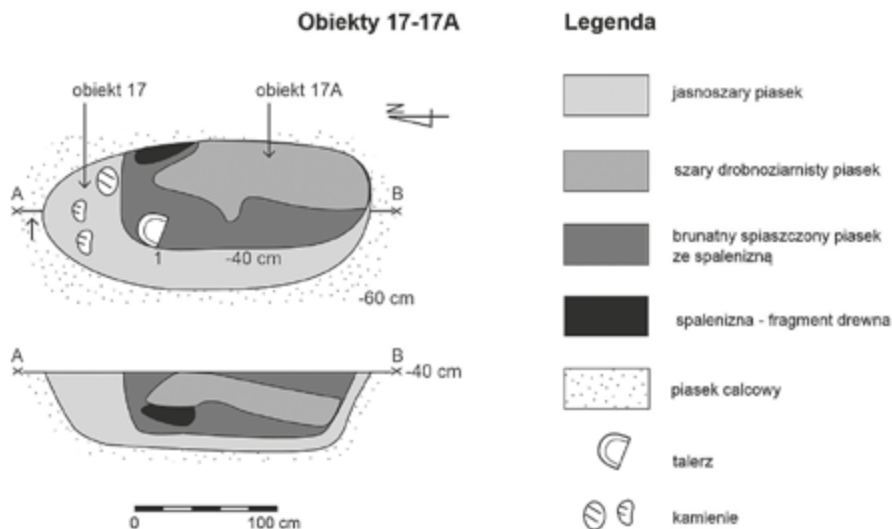 Obiekty 17-17A
obiekt 17
obiekt 17A
N
A
B
1
-40 cm
-60 cm
A
B
-40 cm
0
100 cm
Legenda
jasnoszary piasek
szary drobnoziarnisty piasek
brunatny spiaszczony piasek
ze spalenizną
spalenizna - fragment drewna
piasek calcowy
talerz
kamienie